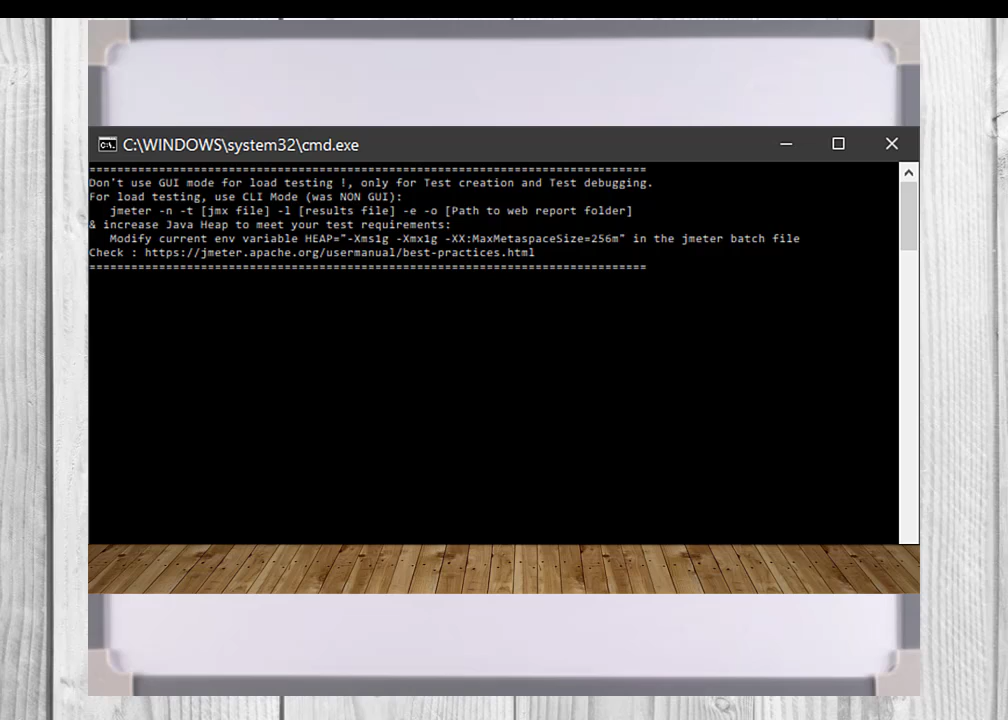 C:\WINDOWS\system32\cmd.exe
================================================================================
Don't use GUI mode for load testing !, only for Test creation and Test debugging.
For load testing, use CLI Mode (was NON GUI):
   jmeter -n -t [jmx file] -l [results file] -e -o [Path to web report folder]
& increase Java Heap to meet your test requirements:
   Modify current env variable HEAP="-Xms1g -Xmx1g -XX:MaxMetaspaceSize=256m" in the jmeter batch file
Check : https://jmeter.apache.org/usermanual/best-practices.html
================================================================================